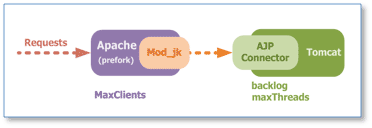 Requests
Apache
(prefork)
Mod_jk
AJP
Connector
Tomcat
MaxClients
backlog
maxThreads